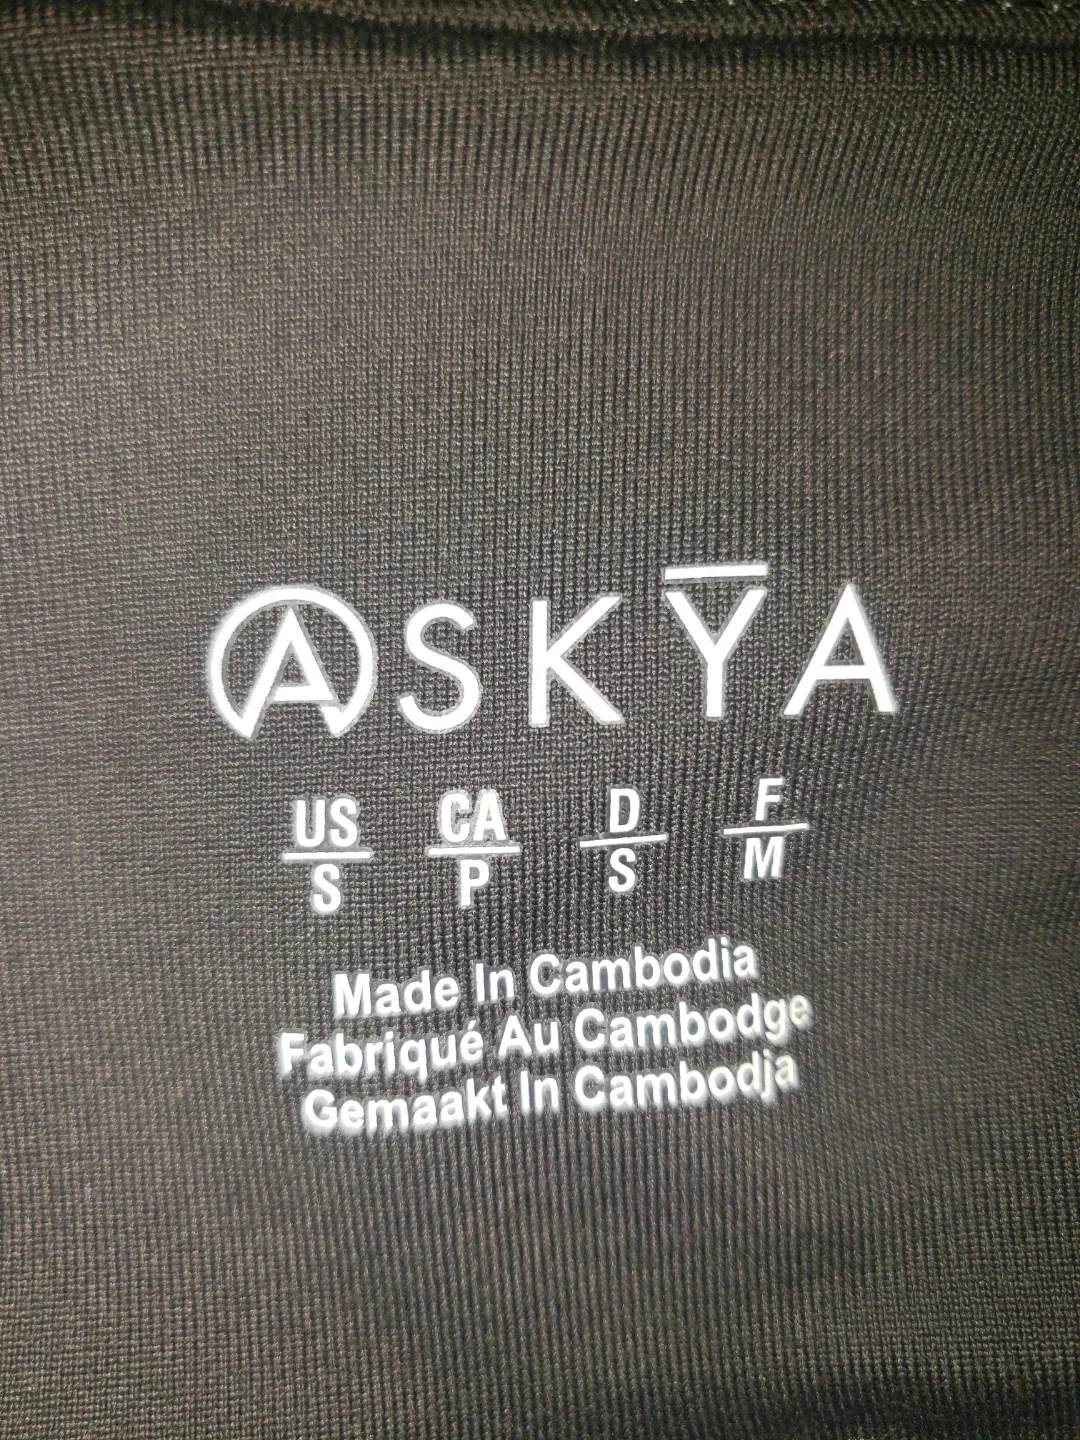 ASKȲA
US CA D F
S P S M
Made In Cambodia
Fabriqué Au Cambodge
Gemaakt In Cambodja